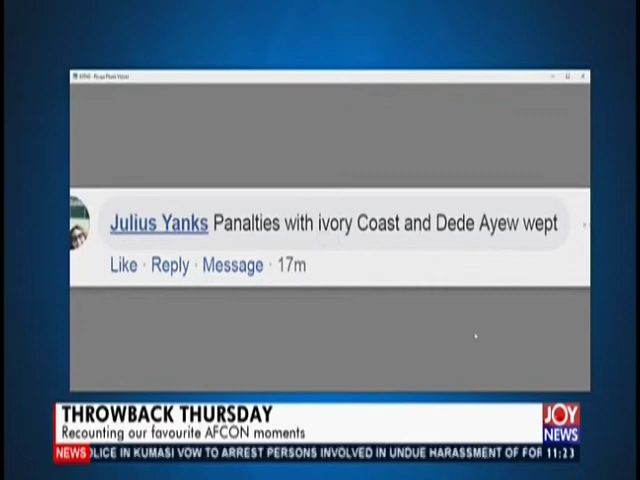 Julius Yanks Panalties with ivory Coast and Dede Ayew wept
Like · Reply · Message · 17m
THROWBACK THURSDAY
Recounting our favourite AFCON moments
JOY
NEWS
NEWS OLICE IN KUMASI VOW TO ARREST PERSONS INVOLVED IN UNDUE HARASSMENT OF FOR 11:23